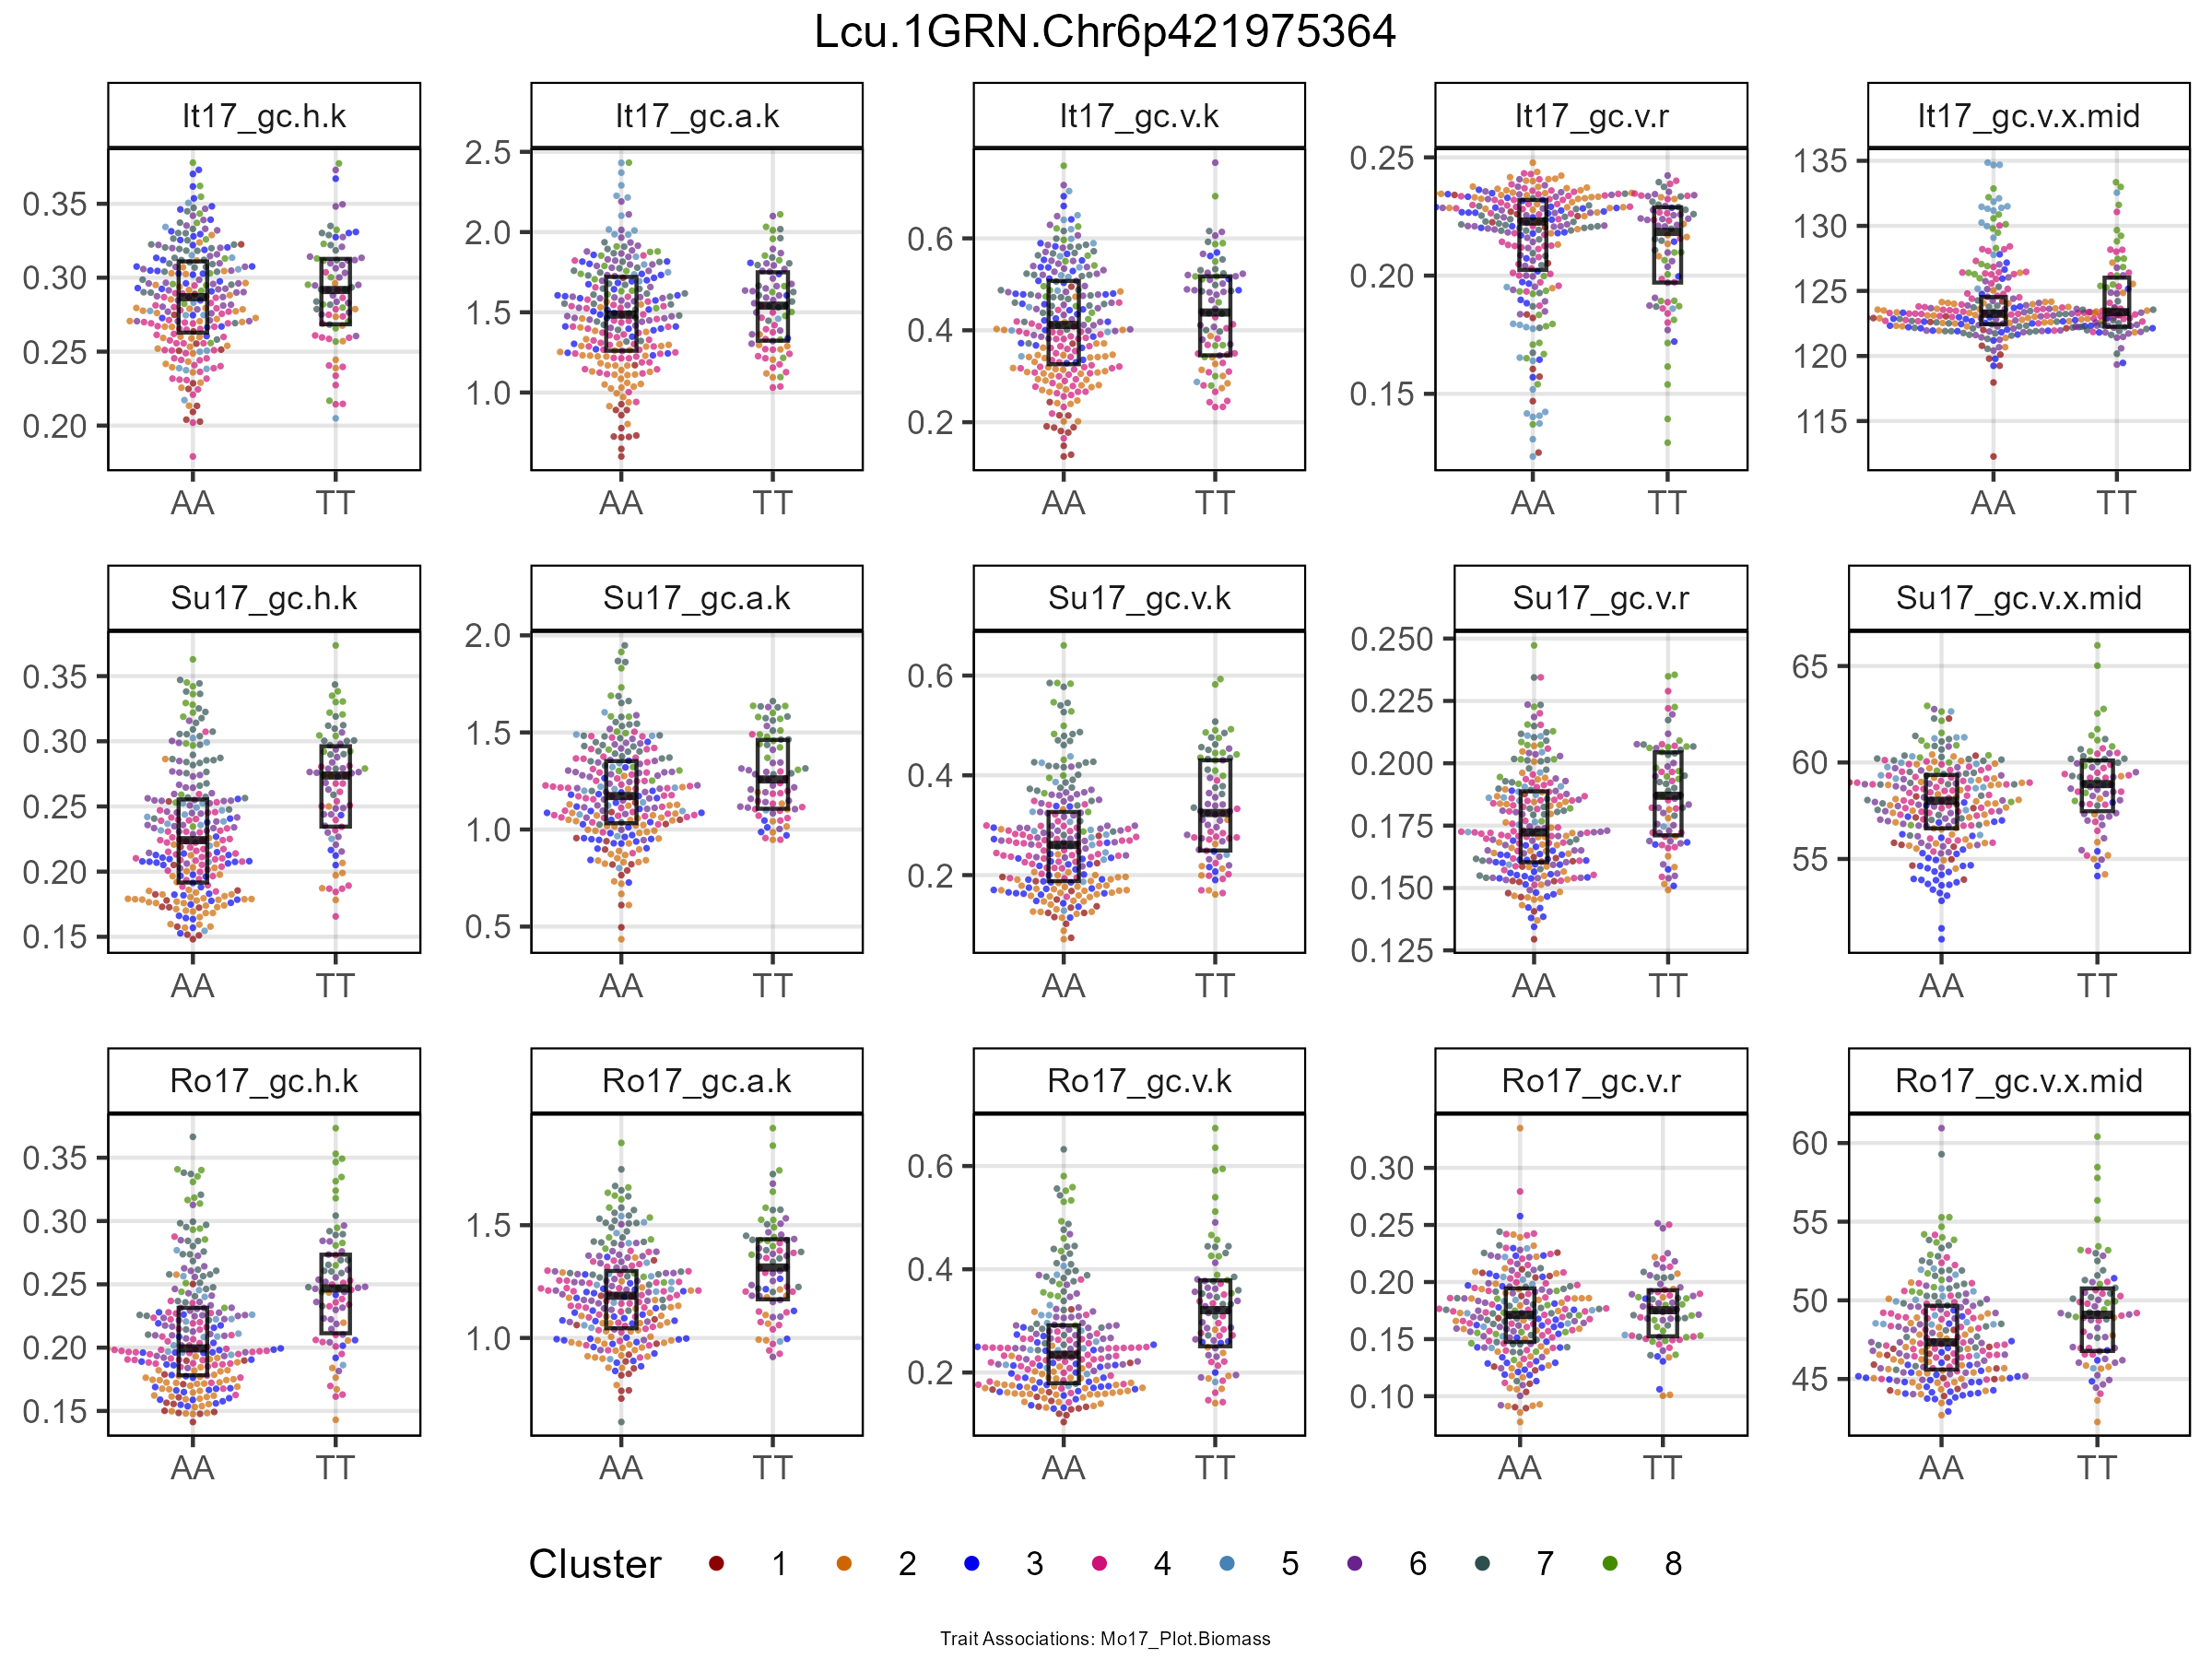 Lcu.1GRN.Chr6p421975364
It17_gc.h.k It17_gc.a.k It17_gc.v.k It17_gc.v.r It17_gc.v.x.mid
0.35 0.30 0.25 0.20
2.5 2.0 1.5 1.0
0.6 0.4 0.2
0.25 0.20 0.15
135 130 125 120 115
AA TT AA TT AA TT AA TT AA TT
Su17_gc.h.k Su17_gc.a.k Su17_gc.v.k Su17_gc.v.r Su17_gc.v.x.mid
0.35 0.30 0.25 0.20 0.15
2.0 1.5 1.0 0.5
0.6 0.4 0.2
0.250 0.225 0.200 0.175 0.150 0.125
65 60 55
AA TT AA TT AA TT AA TT AA TT
Ro17_gc.h.k Ro17_gc.a.k Ro17_gc.v.k Ro17_gc.v.r Ro17_gc.v.x.mid
0.35 0.30 0.25 0.20 0.15
1.5 1.0
0.6 0.4 0.2
0.30 0.25 0.20 0.15 0.10
60 55 50 45
AA TT AA TT AA TT AA TT AA TT
Cluster 1 2 3 4 5 6 7 8
Trait Associations: Mo17_Plot.Biomass